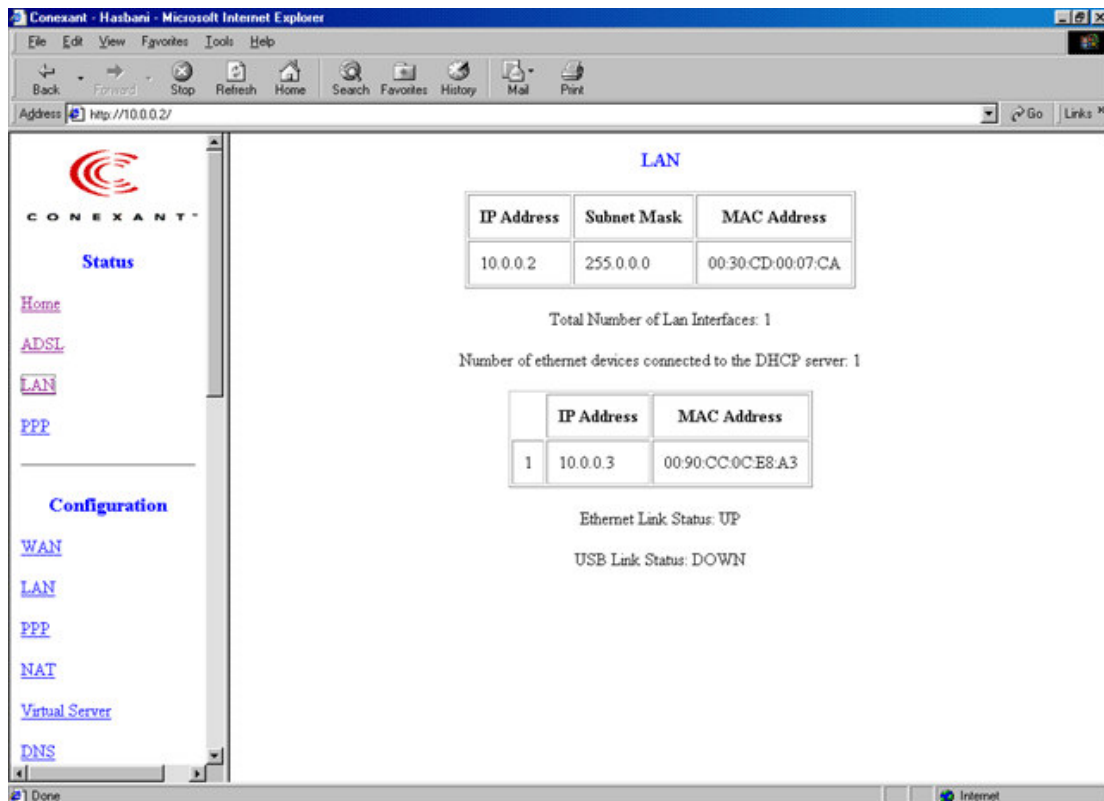 Conexant - Hasbani - Microsoft Internet Explorer
File Edit View Favorites Tools Help
Back Forward Stop Refresh Home Search Favorites History Mail Print
Address http://10.0.0.2/ Go Links »
CONEXANT™
Status
Home
ADSL
LAN
PPP
Configuration
WAN
LAN
PPP
NAT
Virtual Server
DNS
LAN
IP Address Subnet Mask MAC Address
10.0.0.2 255.0.0.0 00:30:CD:00:07:CA
Total Number of Lan Interfaces: 1
Number of ethernet devices connected to the DHCP server: 1
IP Address MAC Address
1 10.0.0.3 00:90:CC:0C:E8:A3
Ethernet Link Status: UP
USB Link Status: DOWN
Done Internet